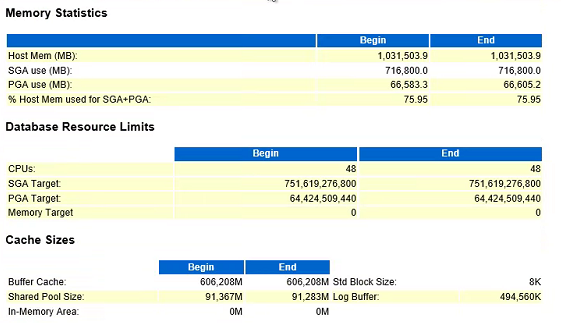 Memory Statistics
Begin End
Host Mem (MB): 1,031,503.9 1,031,503.9
SGA use (MB): 716,800.0 716,800.0
PGA use (MB): 66,583.3 66,605.2
% Host Mem used for SGA+PGA: 75.95 75.95
Database Resource Limits
Begin End
CPUs: 48 48
SGA Target: 751,619,276,800 751,619,276,800
PGA Target: 64,424,509,440 64,424,509,440
Memory Target 0 0
Cache Sizes
Begin End
Buffer Cache: 606,208M 606,208M Std Block Size: 8K
Shared Pool Size: 91,367M 91,283M Log Buffer: 494,560K
In-Memory Area: 0M 0M